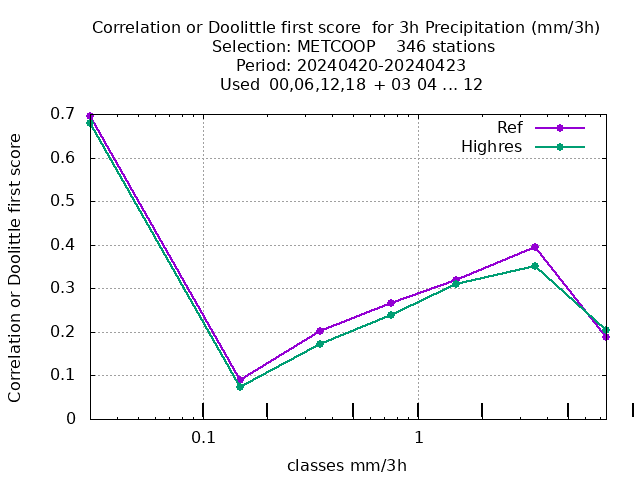 Correlation or Doolittle first score  for 3h Precipitation (mm/3h)
Selection: METCOOP    346 stations
Period: 20240420-20240423
Used 00,06,12,18 + 03 04 ... 12
Correlation or Doolittle first score
0.7
0.6
0.5
0.4
0.3
0.2
0.1
0
Ref
Highres
0.1
1
classes mm/3h